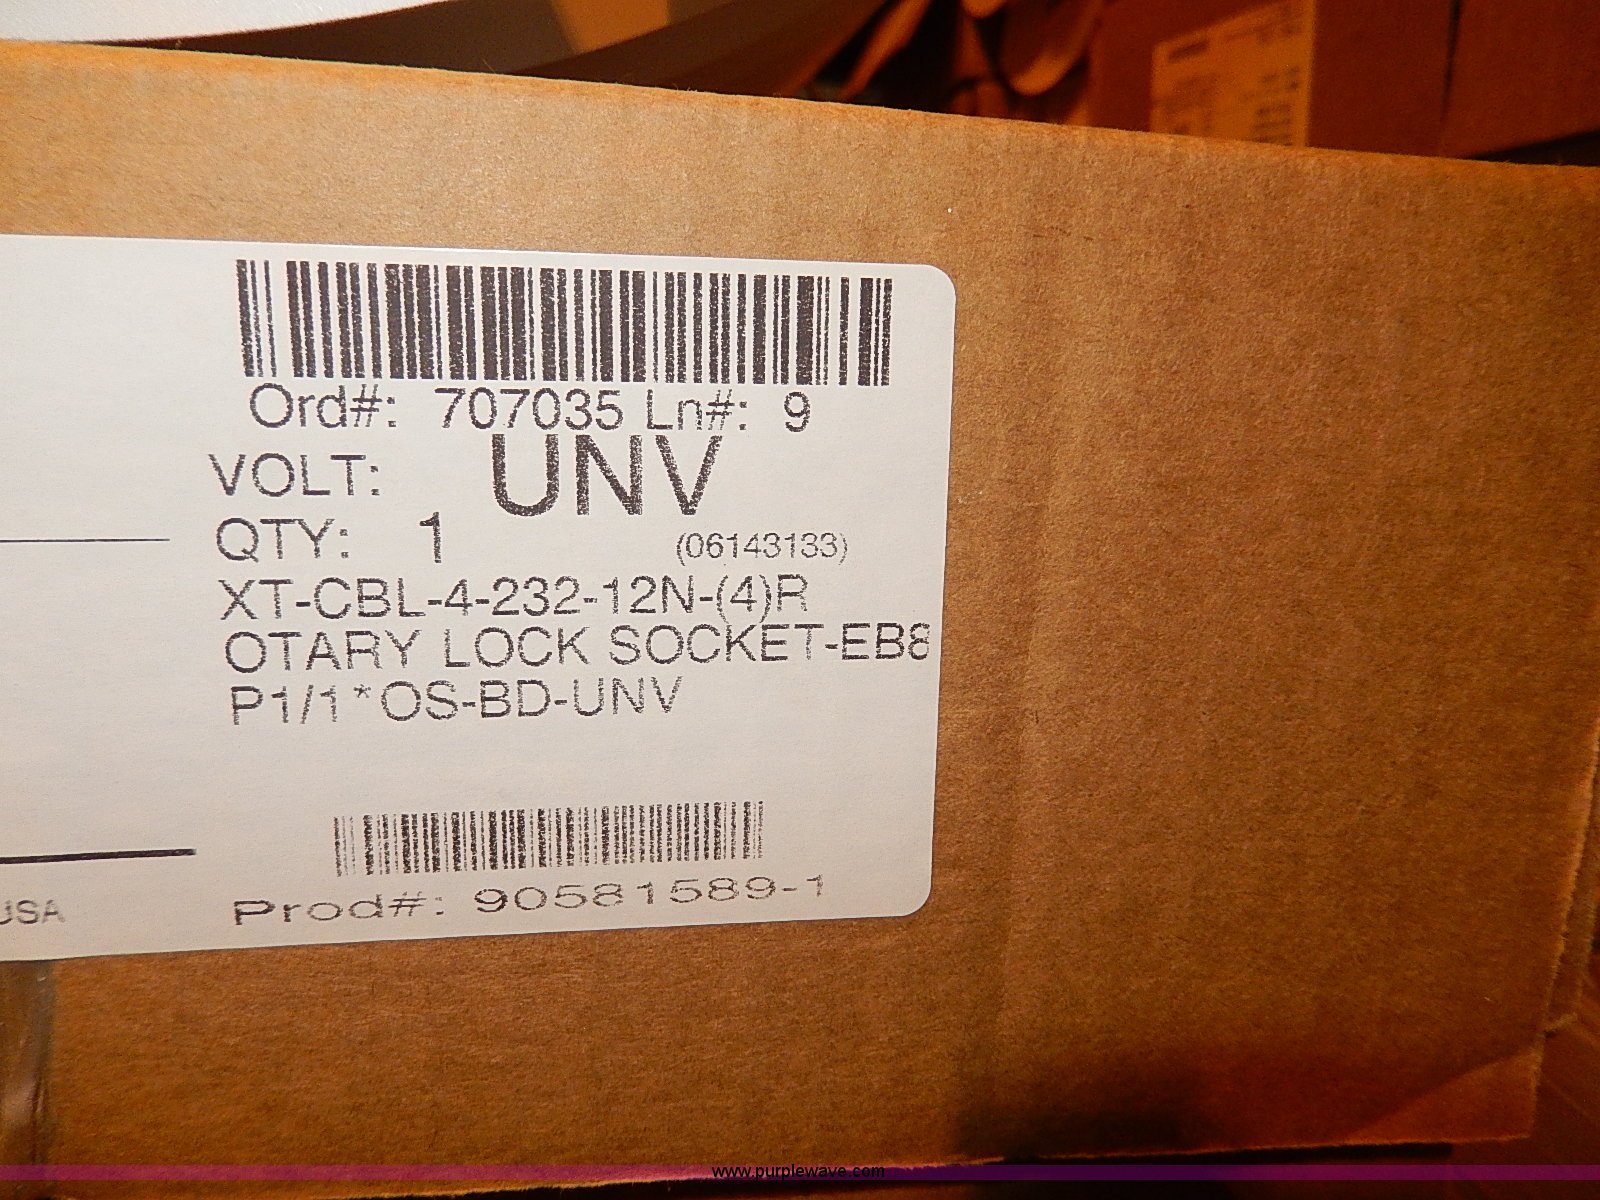 Ord#: 707035 Ln#: 9
VOLT: UNV
QTY: 1 (06143133)
XT-CBL-4-232-12N-(4)R
OTARY LOCK SOCKET-EB8
P1/1*OS-BD-UNV
USA
Prod#: 90581589-1
www.purplewave.com